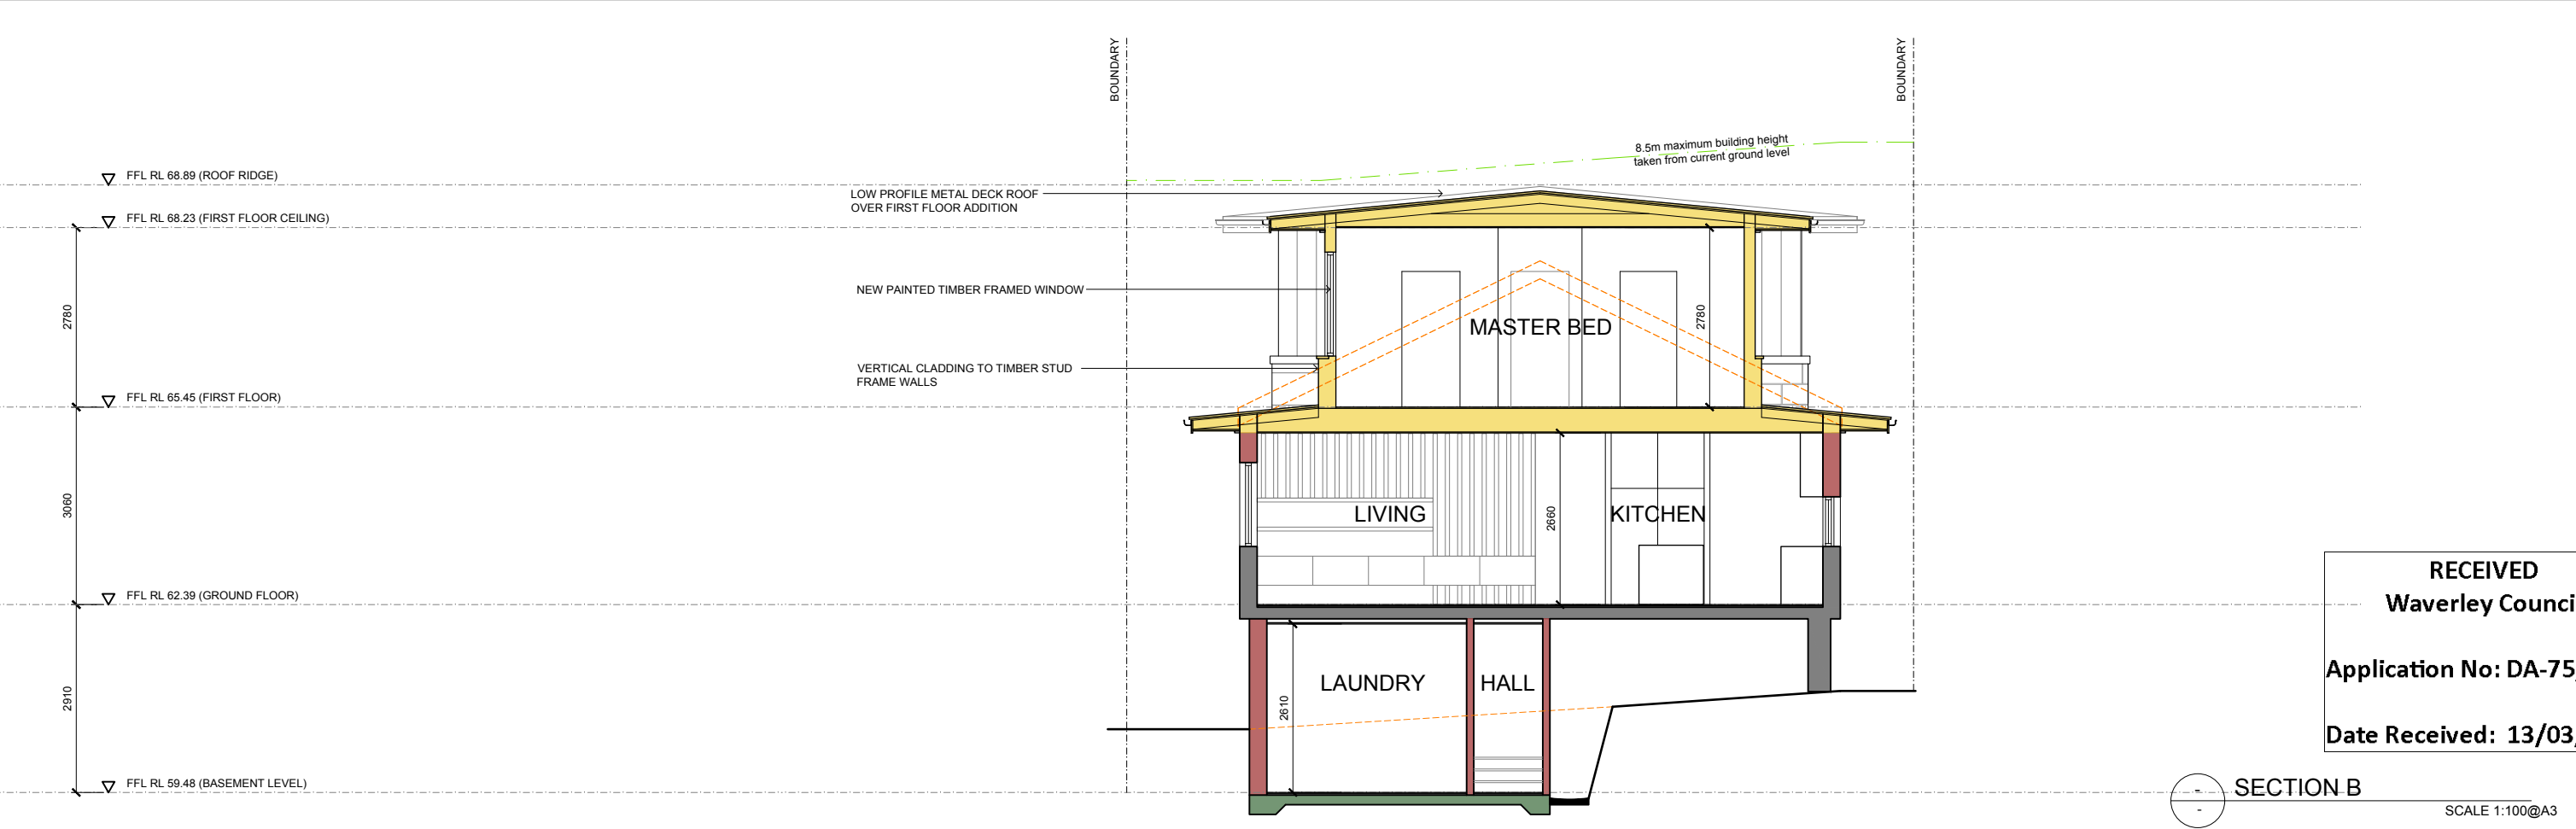 BOUNDARY
BOUNDARY
8.5m maximum building height
taken from current ground level
FFL RL 68.89 (ROOF RIDGE)
LOW PROFILE METAL DECK ROOF
OVER FIRST FLOOR ADDITION
FFL RL 68.23 (FIRST FLOOR CEILING)
2780
NEW PAINTED TIMBER FRAMED WINDOW
MASTER BED
2780
VERTICAL CLADDING TO TIMBER STUD
FRAME WALLS
FFL RL 65.45 (FIRST FLOOR)
3060
LIVING
2660
KITCHEN
FFL RL 62.39 (GROUND FLOOR)
2910
LAUNDRY
HALL
2610
FFL RL 59.48 (BASEMENT LEVEL)
RECEIVED
Waverley Counci
Application No: DA-75
Date Received: 13/03
SECTION B
SCALE 1:100@A3